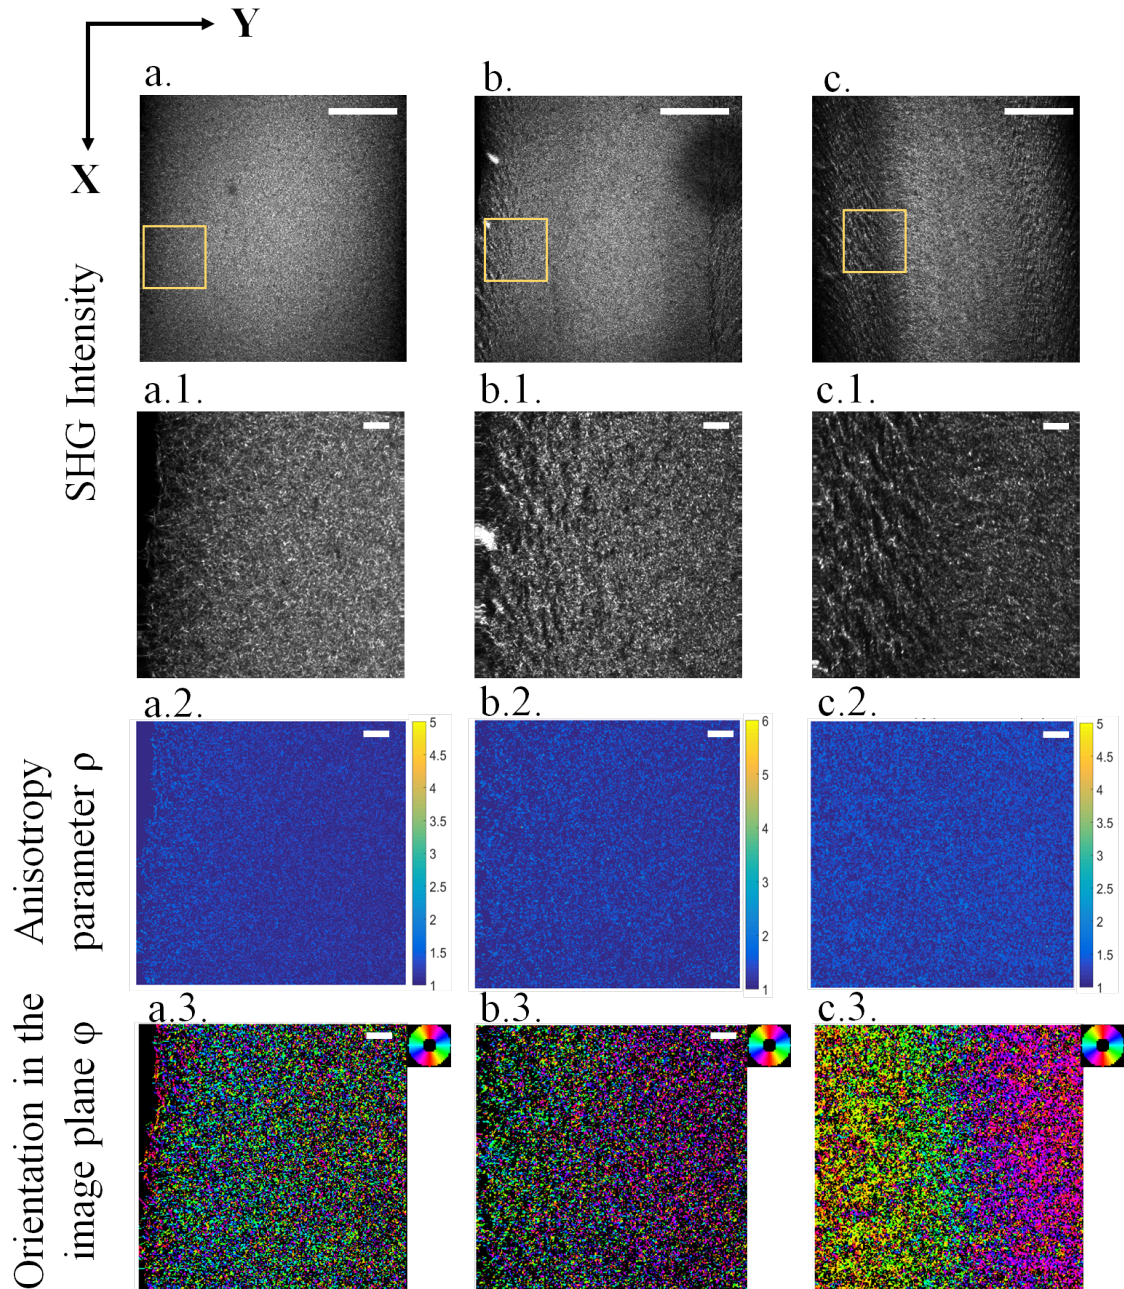 Y
X
a.
b.
c.
SHG Intensity
a.1.
b.1.
c.1.
a.2.
b.2.
c.2.
Anisotropy
parameter ρ
5
4.5
4
3.5
3
2.5
2
1.5
1
6
5
4
3
2
1
5
4.5
4
3.5
3
2.5
2
1.5
1
a.3.
b.3.
c.3.
Orientation in the
image plane φ